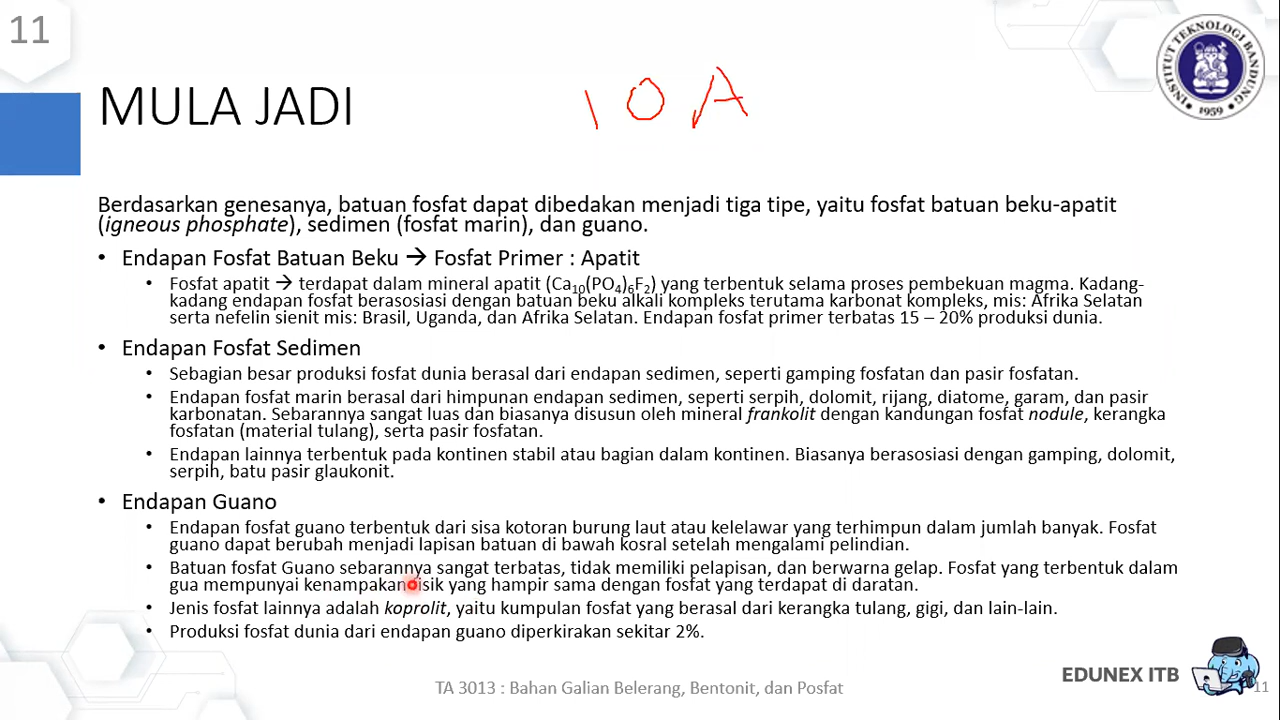 11
INSTITUT TEKNOLOGI BANDUNG
1959
MULA JADI
10A
Berdasarkan genesanya, batuan fosfat dapat dibedakan menjadi tiga tipe, yaitu fosfat batuan beku-apatit
(igneous phosphate), sedimen (fosfat marin), dan guano.
• Endapan Fosfat Batuan Beku → Fosfat Primer : Apatit
• Fosfat apatit → terdapat dalam mineral apatit (Ca₁₀(PO₄)₆F₂) yang terbentuk selama proses pembekuan magma. Kadang-
kadang endapan fosfat berasosiasi dengan batuan beku alkali kompleks terutama karbonat kompleks, mis: Afrika Selatan
serta nefelin sienit mis: Brasil, Uganda, dan Afrika Selatan. Endapan fosfat primer terbatas 15 – 20% produksi dunia.
• Endapan Fosfat Sedimen
• Sebagian besar produksi fosfat dunia berasal dari endapan sedimen, seperti gamping fosfatan dan pasir fosfatan.
• Endapan fosfat marin berasal dari himpunan endapan sedimen, seperti serpih, dolomit, rijang, diatome, garam, dan pasir
karbonatan. Sebarannya sangat luas dan biasanya disusun oleh mineral frankolit dengan kandungan fosfat nodule, kerangka
fosfatan (material tulang), serta pasir fosfatan.
• Endapan lainnya terbentuk pada kontinen stabil atau bagian dalam kontinen. Biasanya berasosiasi dengan gamping, dolomit,
serpih, batu pasir glaukonit.
• Endapan Guano
• Endapan fosfat guano terbentuk dari sisa kotoran burung laut atau kelelawar yang terhimpun dalam jumlah banyak. Fosfat
guano dapat berubah menjadi lapisan batuan di bawah kosral setelah mengalami pelindian.
• Batuan fosfat Guano sebarannya sangat terbatas, tidak memiliki pelapisan, dan berwarna gelap. Fosfat yang terbentuk dalam
gua mempunyai kenampakan fisik yang hampir sama dengan fosfat yang terdapat di daratan.
• Jenis fosfat lainnya adalah koprolit, yaitu kumpulan fosfat yang berasal dari kerangka tulang, gigi, dan lain-lain.
• Produksi fosfat dunia dari endapan guano diperkirakan sekitar 2%.
TA 3013 : Bahan Galian Belerang, Bentonit, dan Posfat
EDUNEX ITB
11